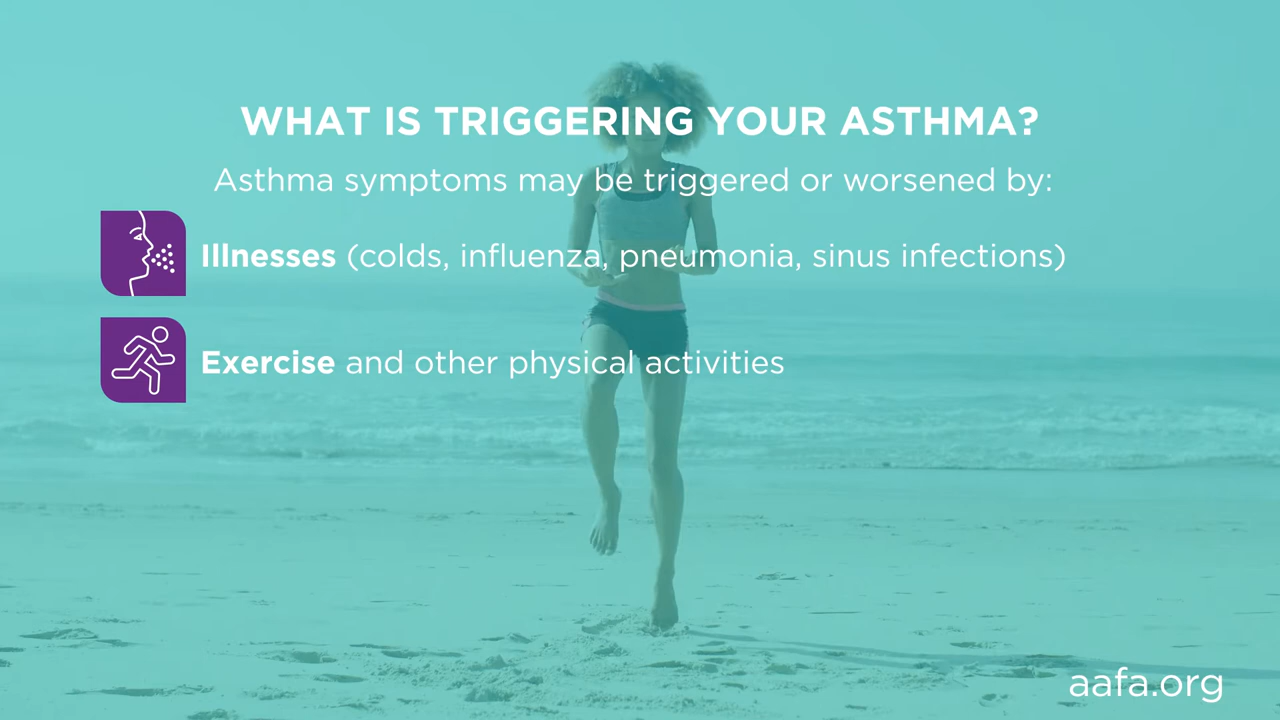 WHAT IS TRIGGERING YOUR ASTHMA?
Asthma symptoms may be triggered or worsened by:
Illnesses (colds, influenza, pneumonia, sinus infections)
Exercise and other physical activities
aafa.org